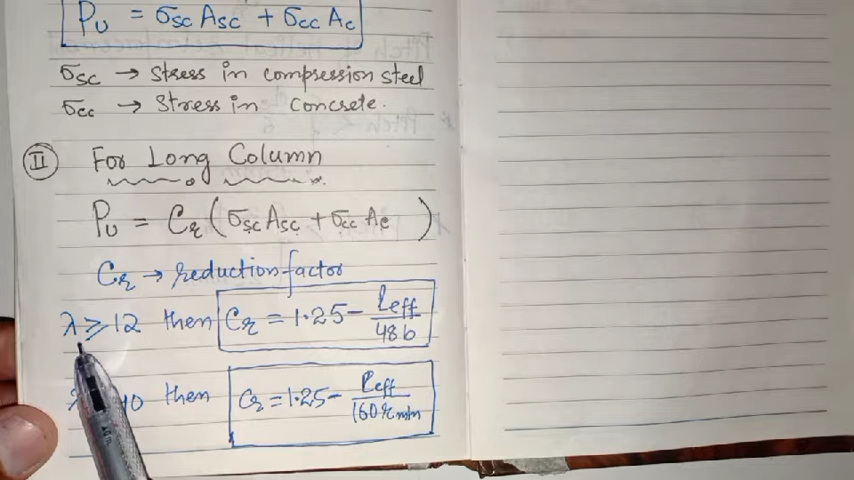 Pu = σsc Asc + σcc Ac
σsc → stress in compression steel
σcc → stress in concrete.
II For Long Column
Pu = Cr (σsc Asc + σcc Ac)
Cr → reduction factor
λ ≥ 12 then Cr = 1.25 - leff / 48b
then Cr = 1.25 - leff / 160 rmin